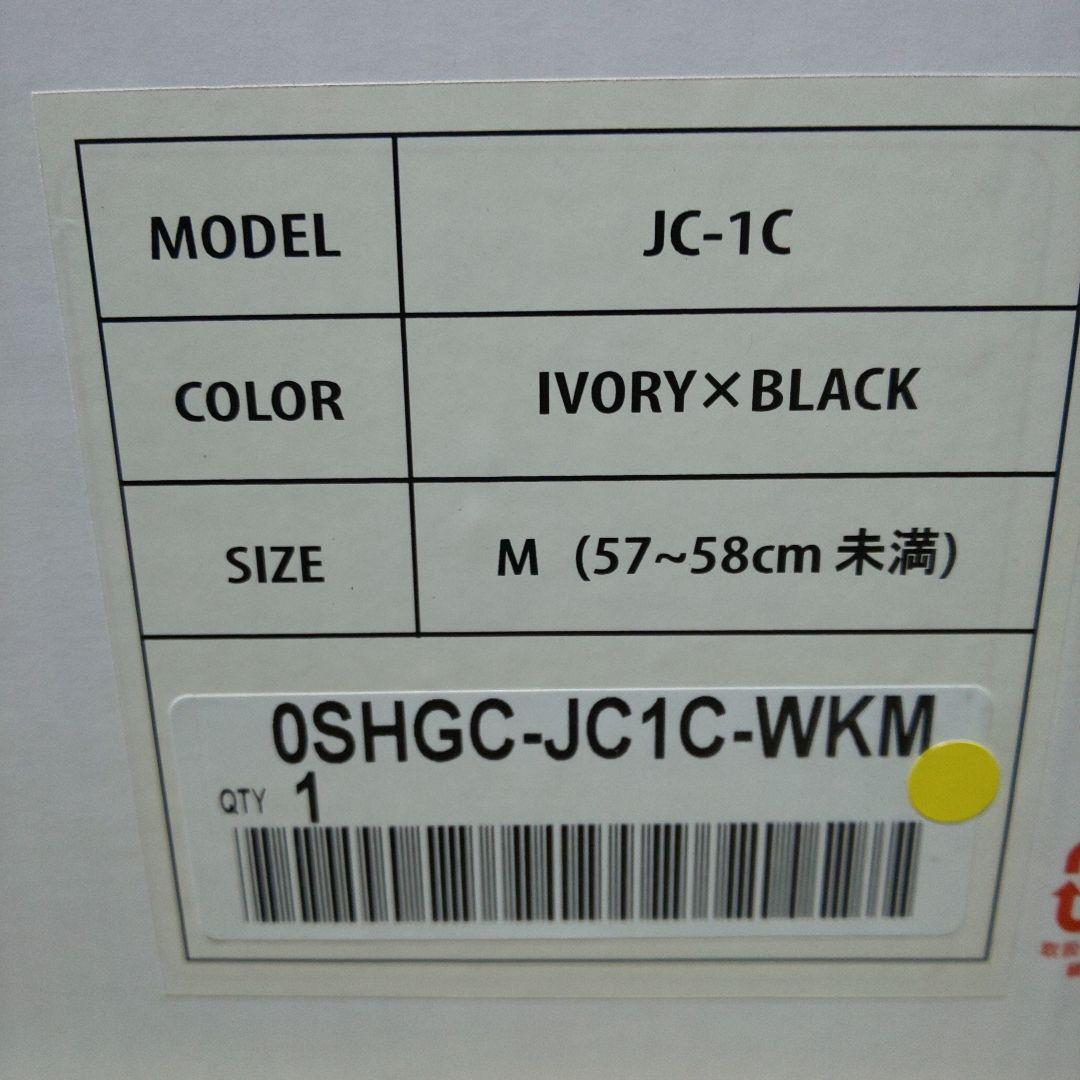 MODEL JC-1C
COLOR IVORY×BLACK
SIZE M (57~58cm 未満)
0SHGC-JC1C-WKM
QTY 1